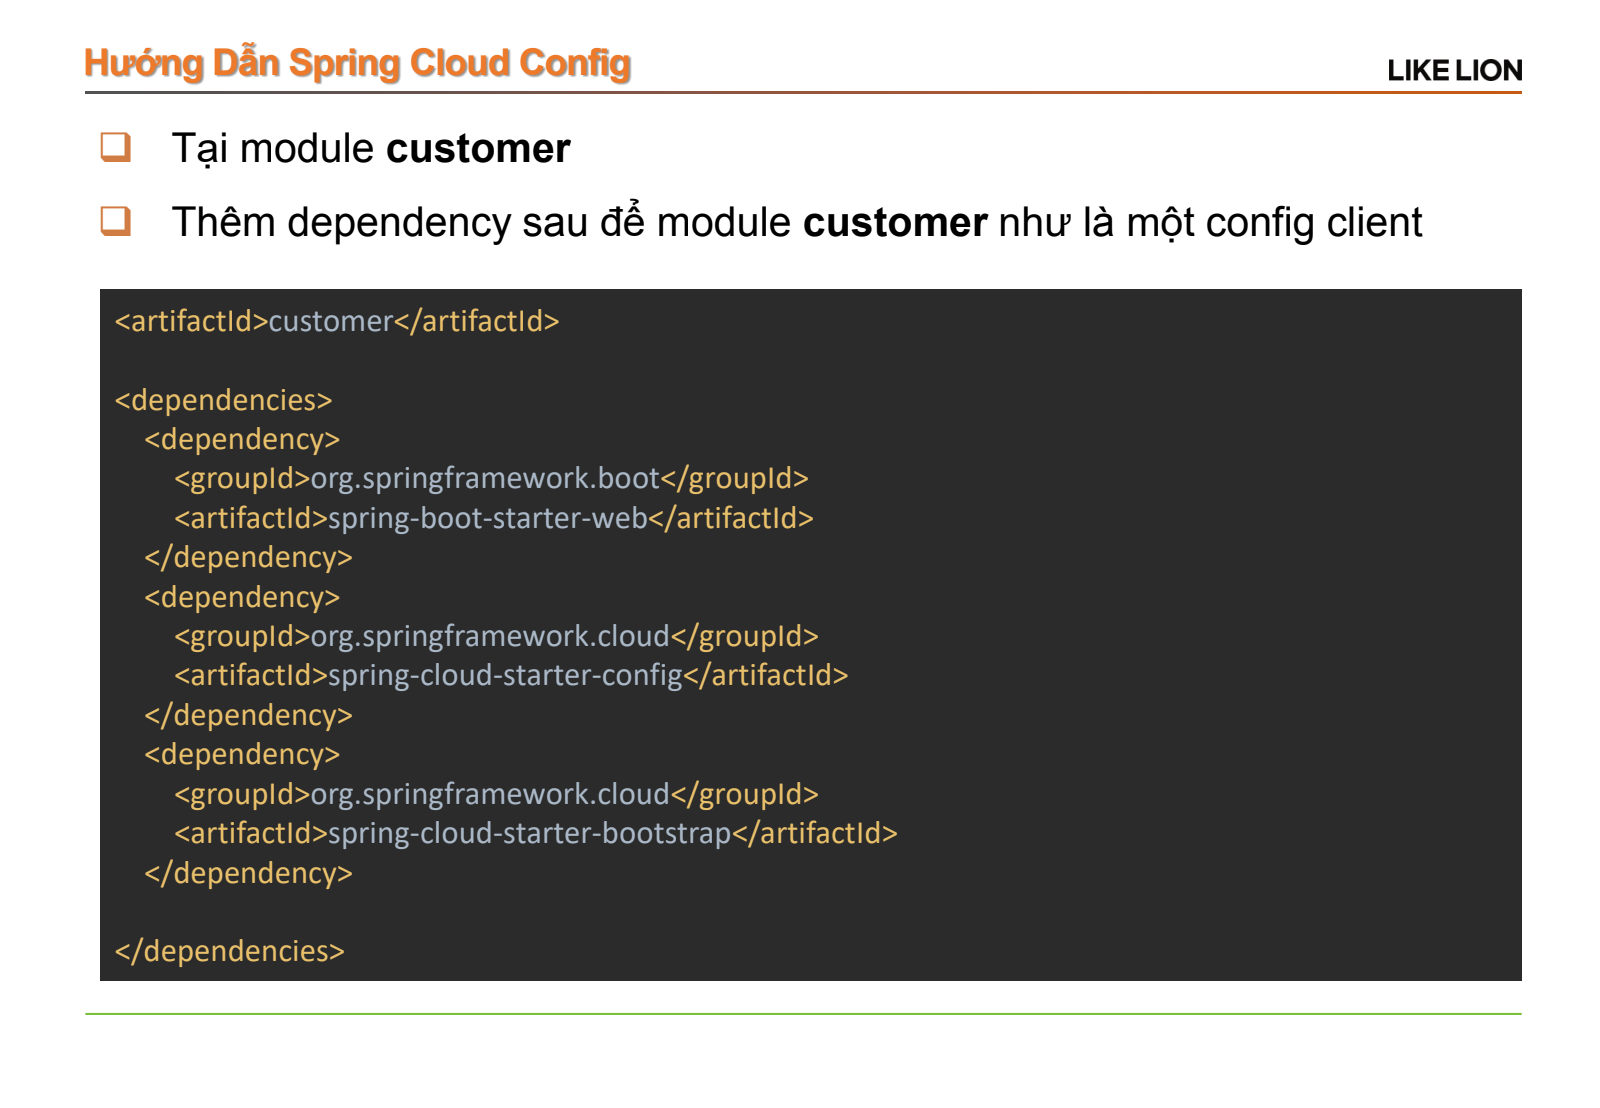 Hướng Dẫn Spring Cloud Config
LIKE LION
Tại module customer
Thêm dependency sau để module customer như là một config client
<artifactId>customer</artifactId>
<dependencies>
<dependency>
<groupId>org.springframework.boot</groupId>
<artifactId>spring-boot-starter-web</artifactId>
</dependency>
<dependency>
<groupId>org.springframework.cloud</groupId>
<artifactId>spring-cloud-starter-config</artifactId>
</dependency>
<dependency>
<groupId>org.springframework.cloud</groupId>
<artifactId>spring-cloud-starter-bootstrap</artifactId>
</dependency>
</dependencies>